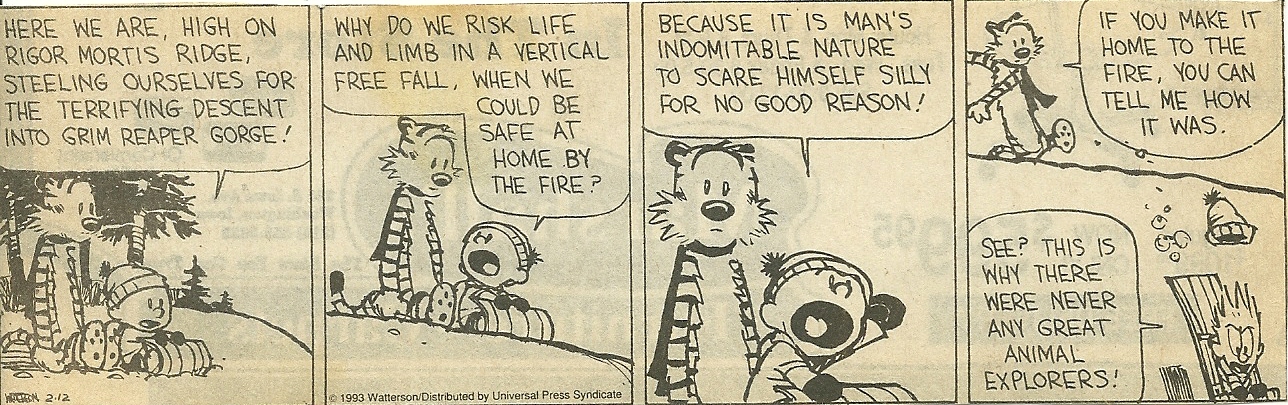 HERE WE ARE, HIGH ON
RIGOR MORTIS RIDGE,
STEELING OURSELVES FOR
THE TERRIFYING DESCENT
INTO GRIM REAPER GORGE!
WHY DO WE RISK LIFE
AND LIMB IN A VERTICAL
FREE FALL, WHEN WE
COULD BE
SAFE AT
HOME BY
THE FIRE?
BECAUSE IT IS MAN'S
INDOMITABLE NATURE
TO SCARE HIMSELF SILLY
FOR NO GOOD REASON!
IF YOU MAKE IT
HOME TO THE
FIRE, YOU CAN
TELL ME HOW
IT WAS.
SEE? THIS IS
WHY THERE
WERE NEVER
ANY GREAT
ANIMAL
EXPLORERS!
WATTERSON 2-12
© 1993 Watterson/Distributed by Universal Press Syndicate